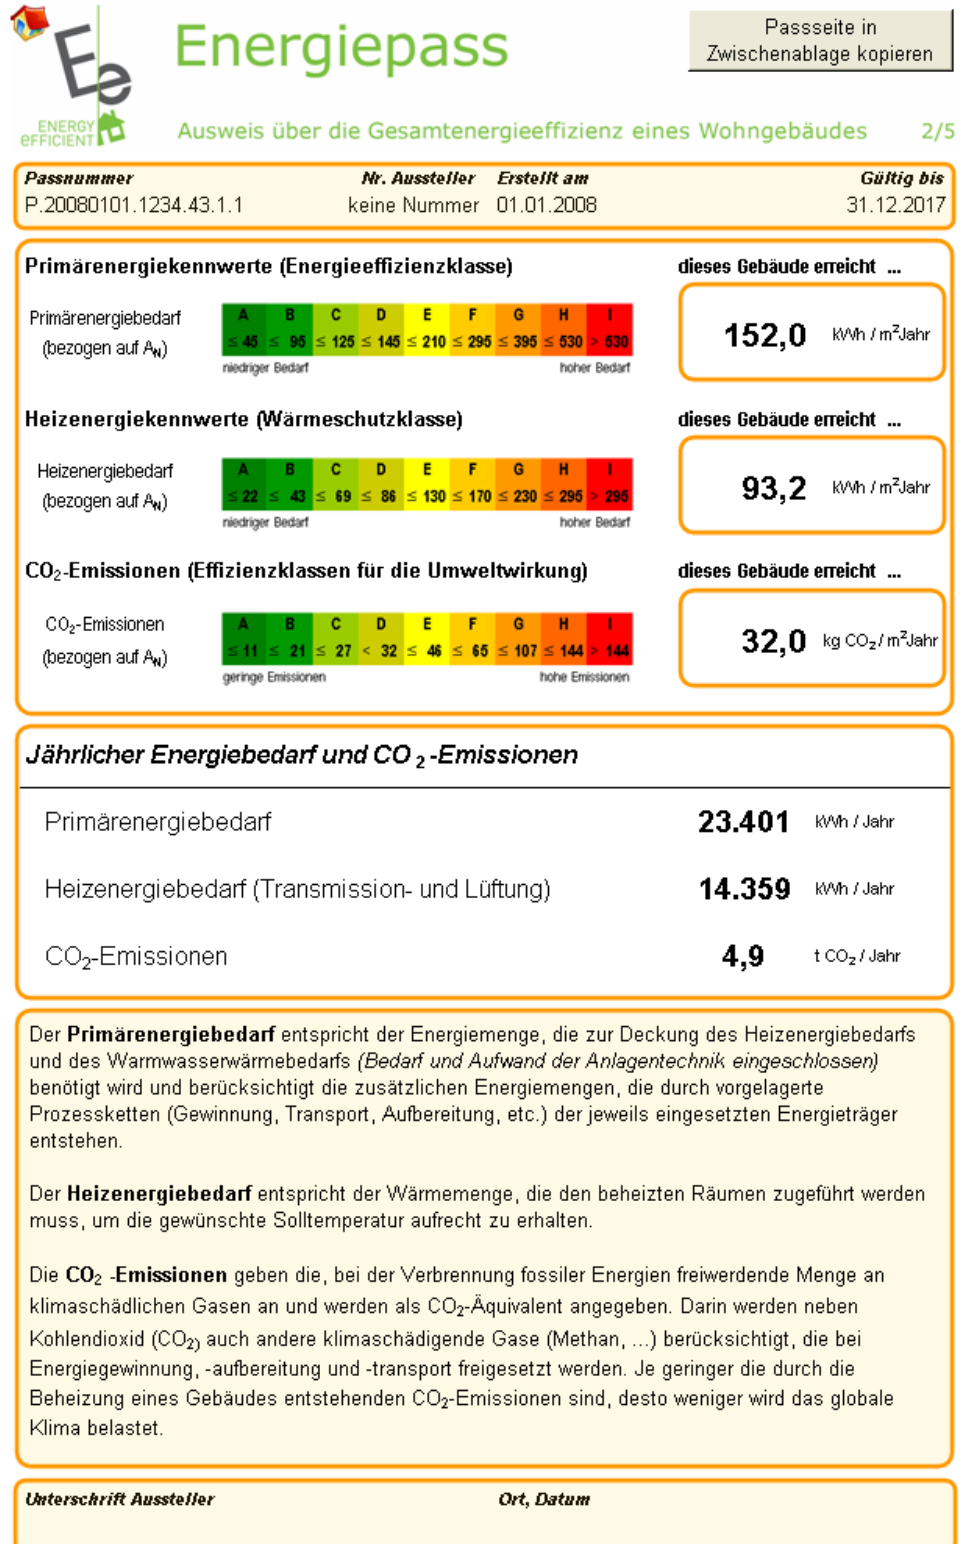 Energiepass
Passseite in
Zwischenablage kopieren
Ee
ENERGY
eFFICIENT
Ausweis über die Gesamtenergieeffizienz eines Wohngebäudes 2/5
Passnummer Nr. Aussteller Erstellt am Gültig bis
P.20080101.1234.43.1.1 keine Nummer 01.01.2008 31.12.2017
Primärenergiekennwerte (Energieeffizienzklasse) dieses Gebäude erreicht ...
Primärenergiebedarf
(bezogen auf AN)
A B C D E F G H I
≤ 45 ≤ 95 ≤ 125 ≤ 145 ≤ 210 ≤ 295 ≤ 395 ≤ 530 > 530
niedriger Bedarf hoher Bedarf
152,0 kWh / m²Jahr
Heizenergiekennwerte (Wärmeschutzklasse) dieses Gebäude erreicht ...
Heizenergiebedarf
(bezogen auf AN)
A B C D E F G H I
≤ 22 ≤ 43 ≤ 69 ≤ 86 ≤ 130 ≤ 170 ≤ 230 ≤ 295 > 295
niedriger Bedarf hoher Bedarf
93,2 kWh / m²Jahr
CO₂-Emissionen (Effizienzklassen für die Umweltwirkung) dieses Gebäude erreicht ...
CO₂-Emissionen
(bezogen auf AN)
A B C D E F G H I
≤ 11 ≤ 21 ≤ 27 < 32 ≤ 46 ≤ 65 ≤ 107 ≤ 144 > 144
geringe Emissionen hohe Emissionen
32,0 kg CO₂/ m²Jahr
Jährlicher Energiebedarf und CO₂-Emissionen
Primärenergiebedarf 23.401 kWh / Jahr
Heizenergiebedarf (Transmission- und Lüftung) 14.359 kWh / Jahr
CO₂-Emissionen 4,9 t CO₂ / Jahr
Der Primärenergiebedarf entspricht der Energiemenge, die zur Deckung des Heizenergiebedarfs
und des Warmwasserwärmebedarfs (Bedarf und Aufwand der Anlagentechnik eingeschlossen)
benötigt wird und berücksichtigt die zusätzlichen Energiemengen, die durch vorgelagerte
Prozessketten (Gewinnung, Transport, Aufbereitung, etc.) der jeweils eingesetzten Energieträger
entstehen.
Der Heizenergiebedarf entspricht der Wärmemenge, die den beheizten Räumen zugeführt werden
muss, um die gewünschte Solltemperatur aufrecht zu erhalten.
Die CO₂ -Emissionen geben die, bei der Verbrennung fossiler Energien freiwerdende Menge an
klimaschädlichen Gasen an und werden als CO₂-Äquivalent angegeben. Darin werden neben
Kohlendioxid (CO₂) auch andere klimaschädigende Gase (Methan, ...) berücksichtigt, die bei
Energiegewinnung, -aufbereitung und -transport freigesetzt werden. Je geringer die durch die
Beheizung eines Gebäudes entstehenden CO₂-Emissionen sind, desto weniger wird das globale
Klima belastet.
Unterschrift Aussteller Ort, Datum